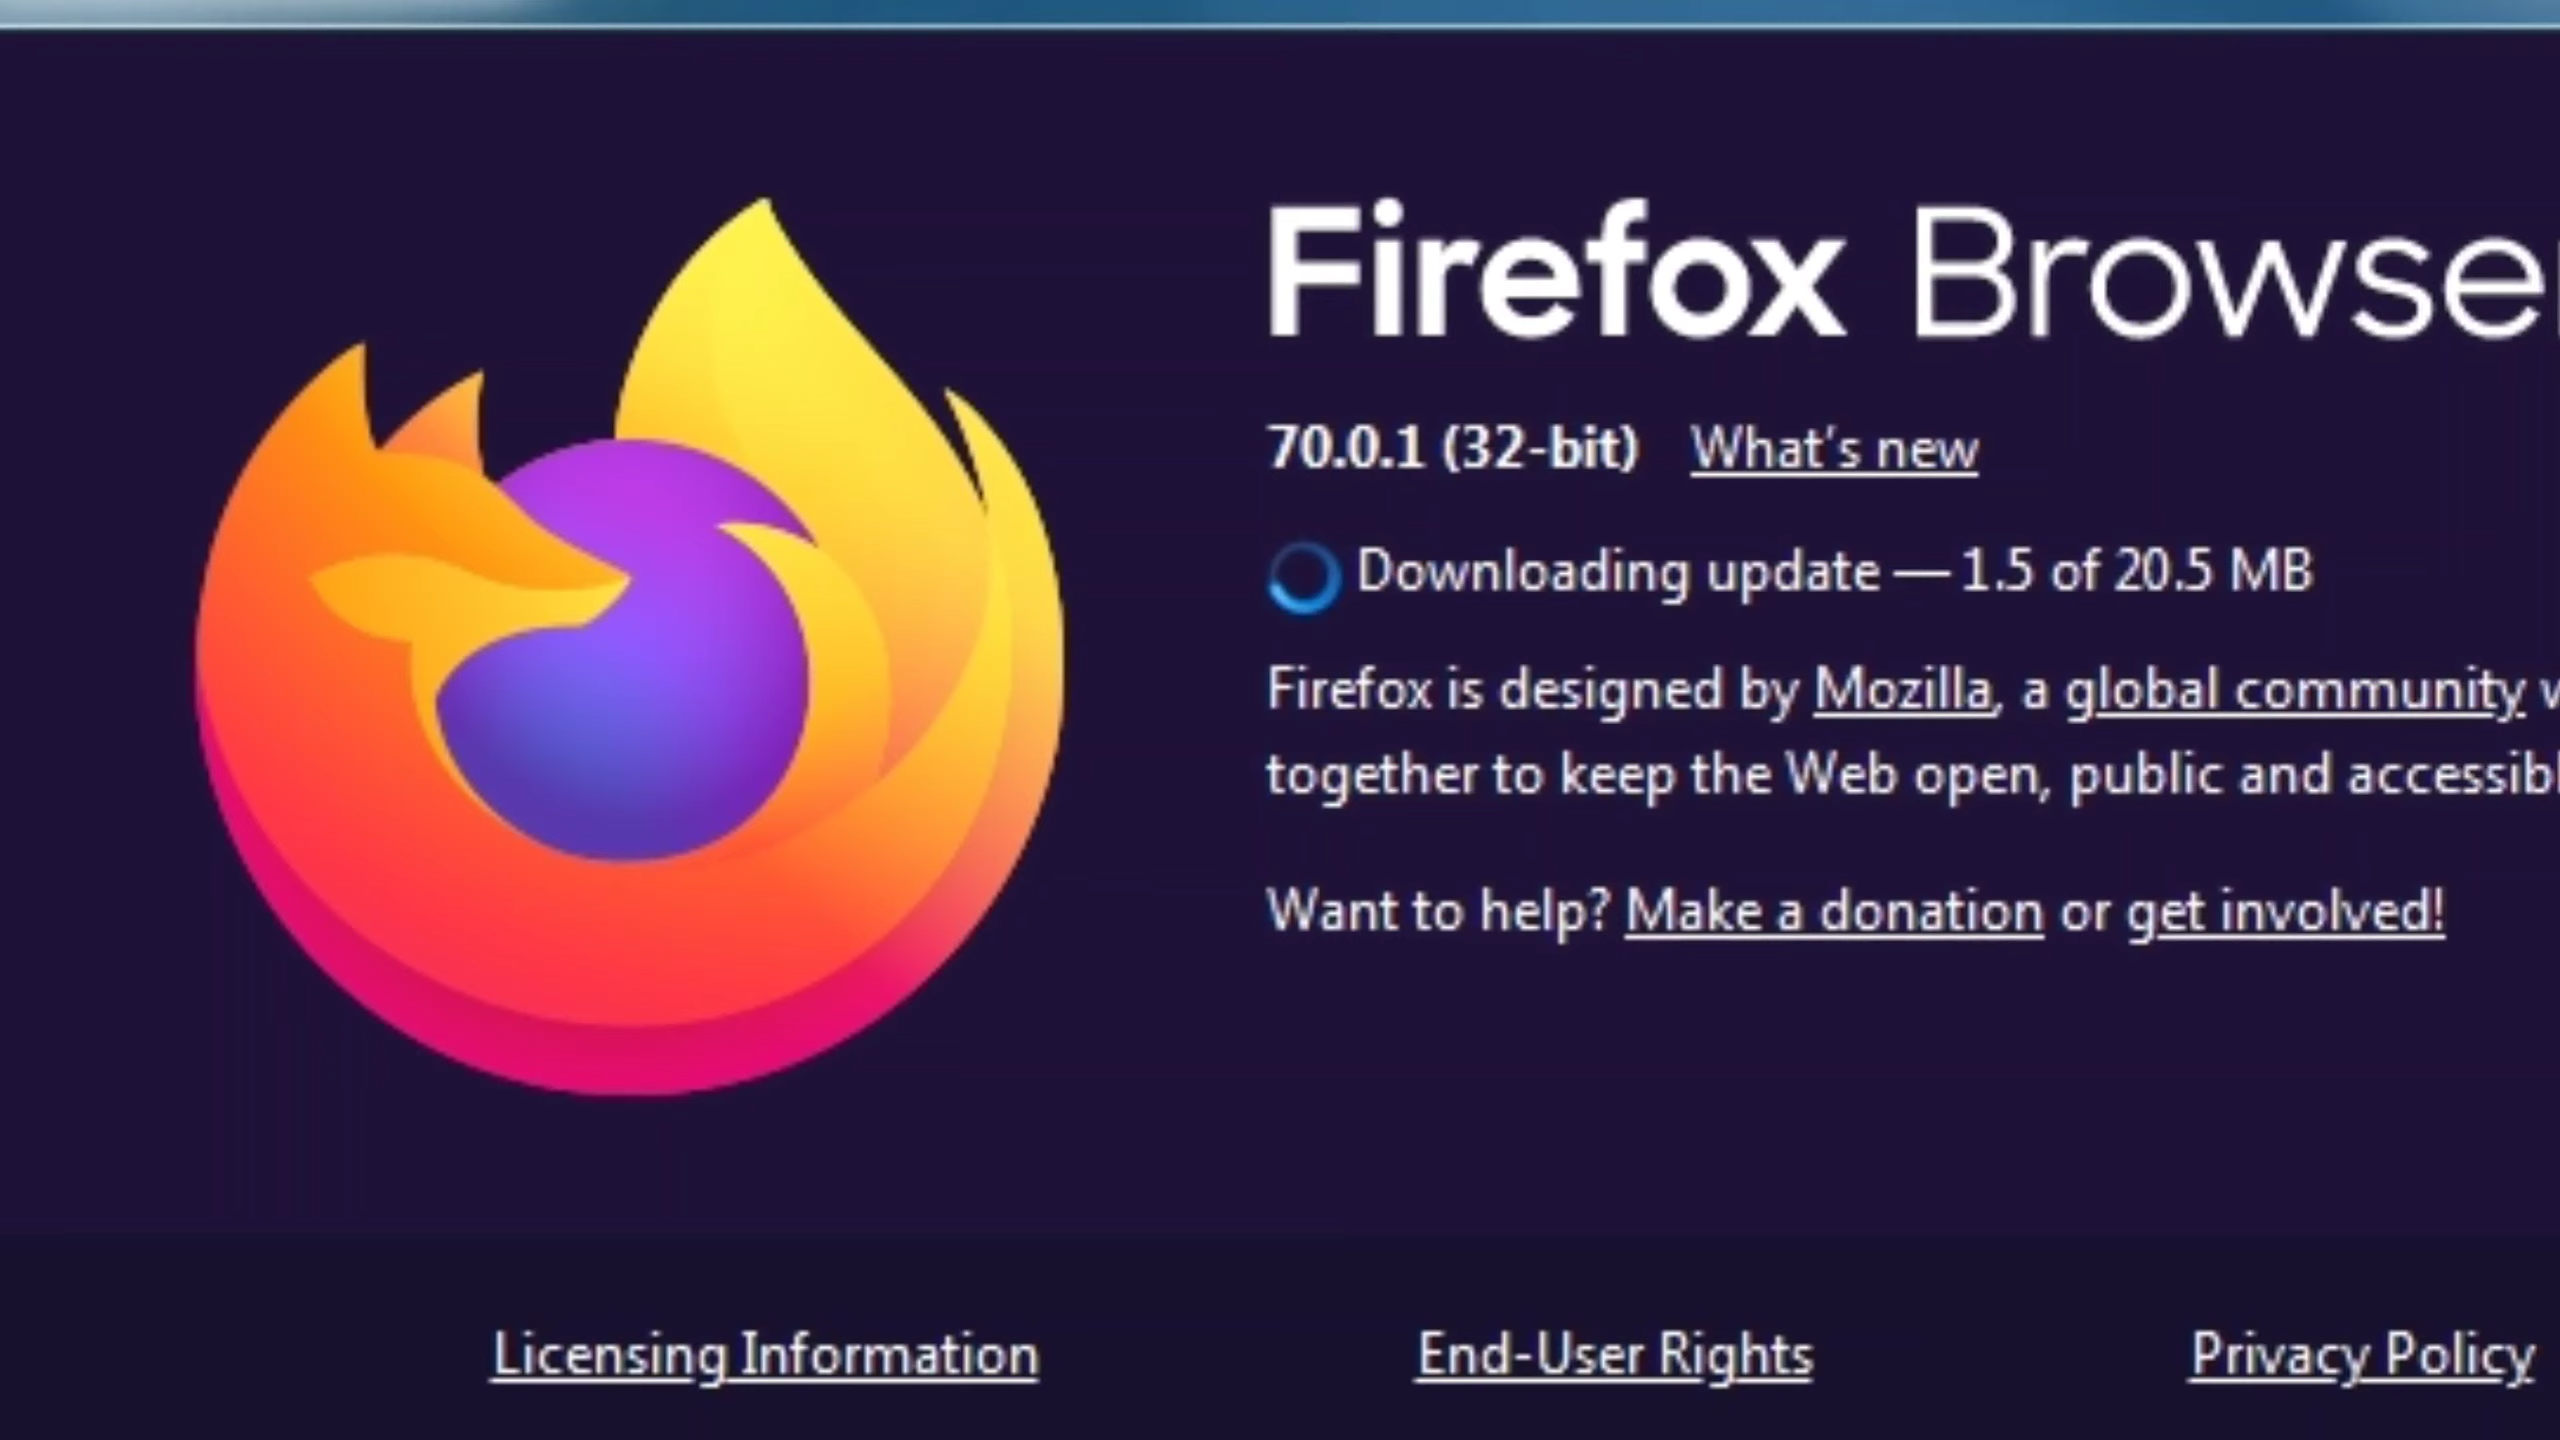 Firefox Browser
70.0.1 (32-bit) What's new
Downloading update — 1.5 of 20.5 MB
Firefox is designed by Mozilla, a global community
together to keep the Web open, public and
Want to help? Make a donation or get involved!
Licensing Information End-User Rights Privacy Policy